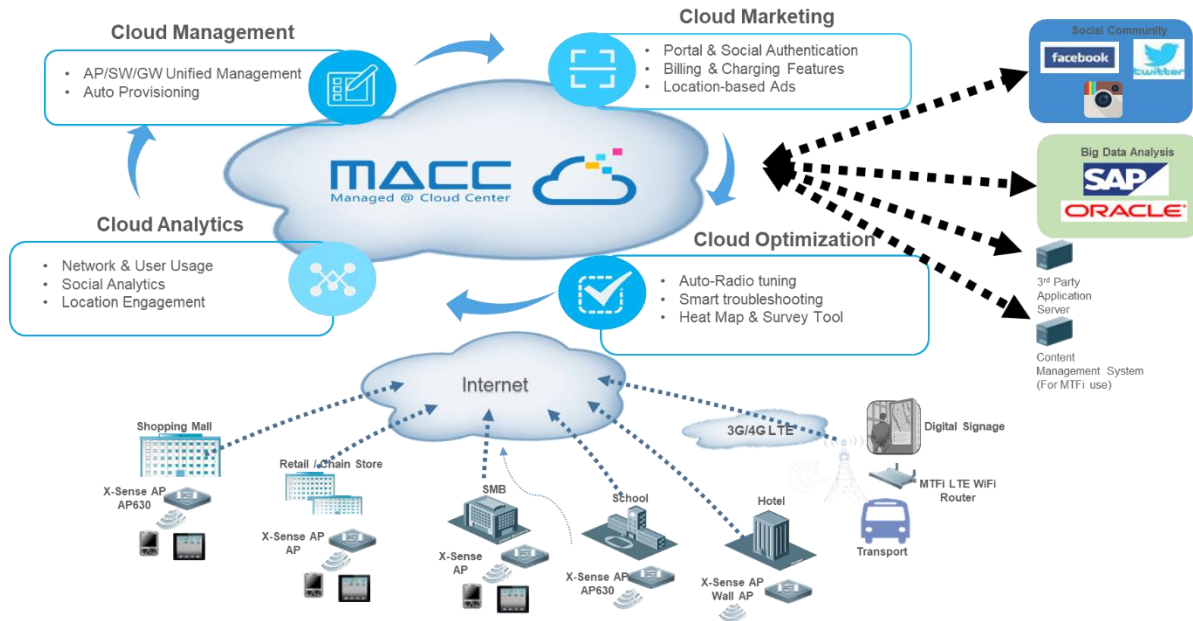 Cloud Management
• AP/SW/GW Unified Management
• Auto Provisioning
Cloud Marketing
• Portal & Social Authentication
• Billing & Charging Features
• Location-based Ads
Social Community
facebook
twitter
MACC
Managed @ Cloud Center
Big Data Analysis
SAP
ORACLE
Cloud Analytics
• Network & User Usage
• Social Analytics
• Location Engagement
Cloud Optimization
• Auto-Radio tuning
• Smart troubleshooting
• Heat Map & Survey Tool
3rd Party
Application
Server
Content
Management System
(For MTFi use)
Internet
3G/4G LTE
Shopping Mall
X-Sense AP
AP630
Retail / Chain Store
X-Sense AP
AP
SMB
X-Sense
AP
School
X-Sense AP
AP630
Hotel
X-Sense AP
Wall AP
Digital Signage
MTFi LTE WiFi
Router
Transport